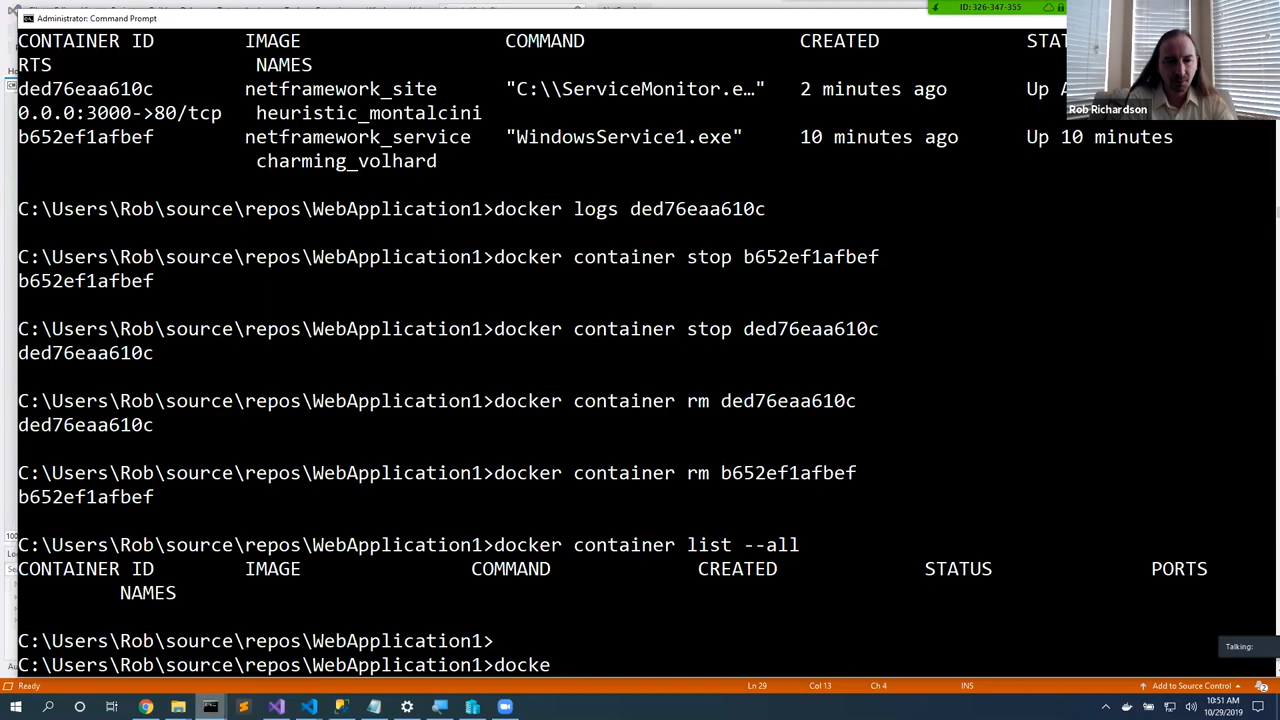 Administrator: Command Prompt
ID: 326-347-355
CONTAINER ID IMAGE COMMAND CREATED STAT
RTS NAMES
ded76eaa610c netframework_site "C:\\ServiceMonitor.e…" 2 minutes ago Up A
0.0.0:3000->80/tcp heuristic_montalcini
b652ef1afbef netframework_service "WindowsService1.exe" 10 minutes ago Up 10 minutes
charming_volhard
Rob Richardson
C:\Users\Rob\source\repos\WebApplication1>docker logs ded76eaa610c
C:\Users\Rob\source\repos\WebApplication1>docker container stop b652ef1afbef
b652ef1afbef
C:\Users\Rob\source\repos\WebApplication1>docker container stop ded76eaa610c
ded76eaa610c
C:\Users\Rob\source\repos\WebApplication1>docker container rm ded76eaa610c
ded76eaa610c
C:\Users\Rob\source\repos\WebApplication1>docker container rm b652ef1afbef
b652ef1afbef
C:\Users\Rob\source\repos\WebApplication1>docker container list --all
CONTAINER ID IMAGE COMMAND CREATED STATUS PORTS
NAMES
C:\Users\Rob\source\repos\WebApplication1>
C:\Users\Rob\source\repos\WebApplication1>docke
Talking:
Ready Ln 29 Col 13 Ch 4 INS Add to Source Control
10:51 AM
10/29/2019